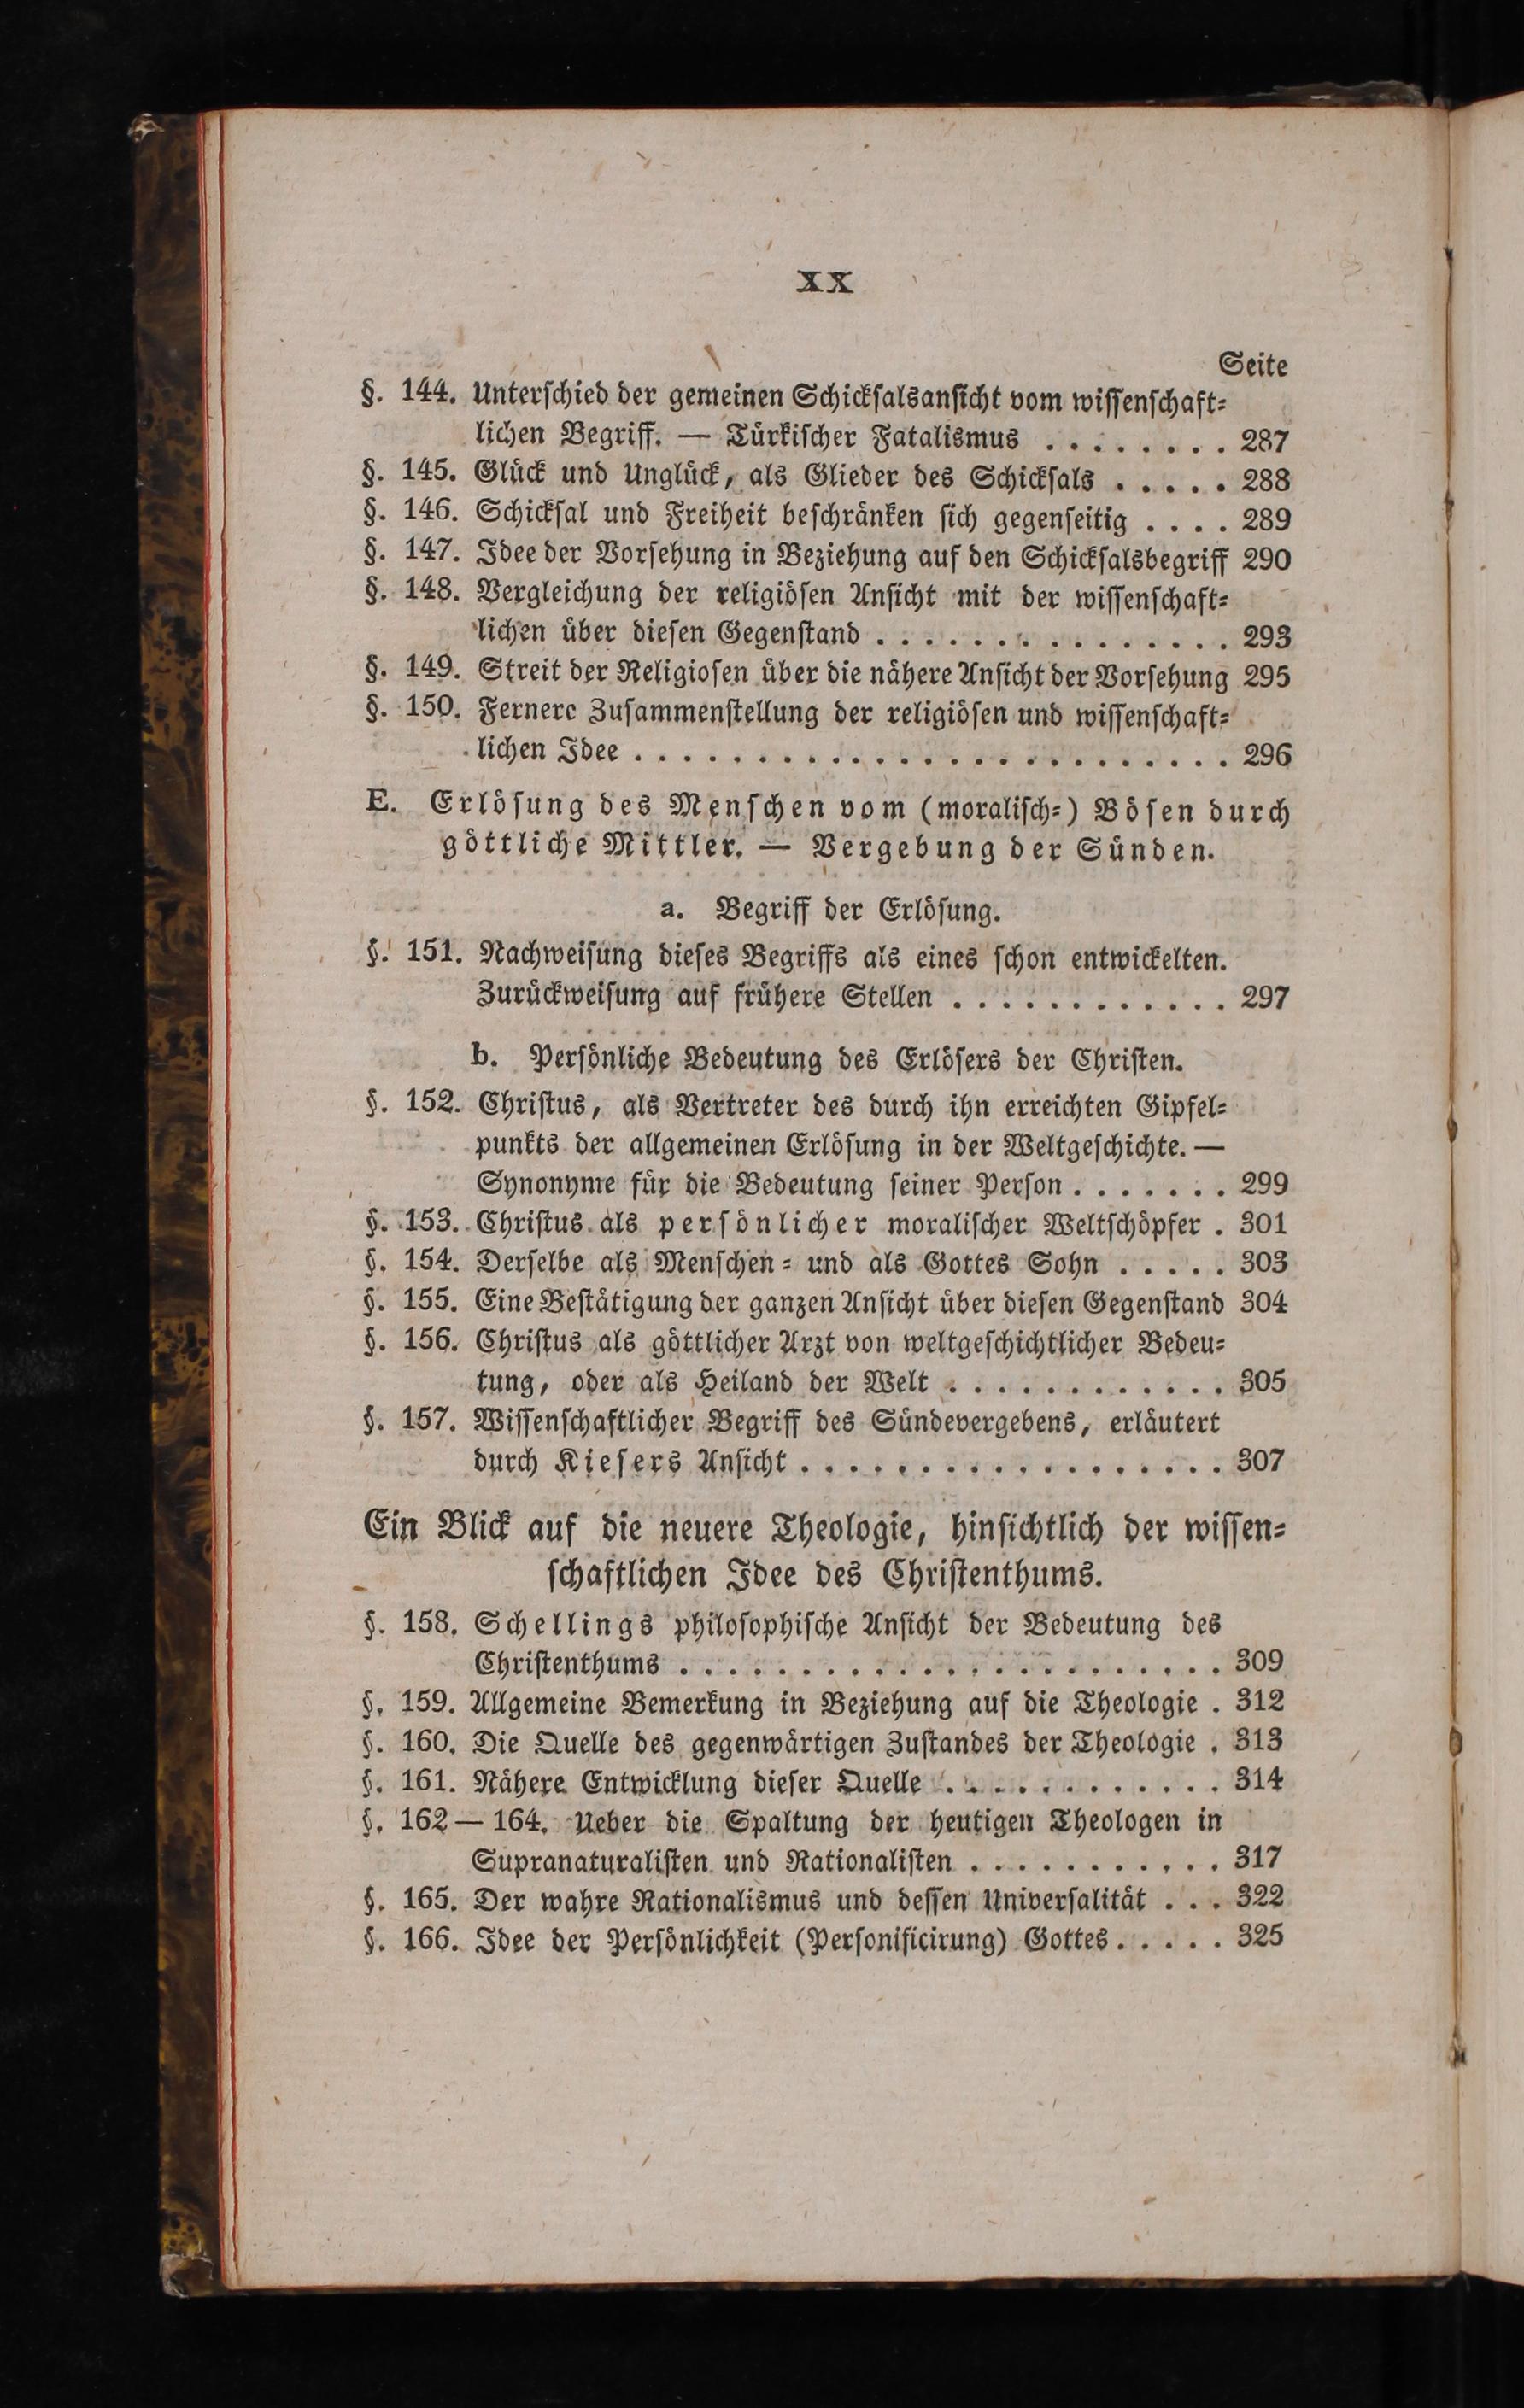 XX
Seite
§. 144. Unterſchied der gemeinen Schickſalsanſicht vom wiſſenſchaft⸗
lichen Begriff. — Türkiſcher Fatalismus . . . . . . . . 287
§. 145. Glück und Unglück, als Glieder des Schickſals . . . . . 288
§. 146. Schickſal und Freiheit beſchränken ſich gegenſeitig . . . . 289
§. 147. Idee der Vorſehung in Beziehung auf den Schickſalsbegriff 290
§. 148. Vergleichung der religiöſen Anſicht mit der wiſſenſchaft⸗
lichen über dieſen Gegenſtand . . . . . . . . . . . . . . . 293
§. 149. Streit der Religiosen über die nähere Anſicht der Vorſehung 295
§. 150. Fernere Zuſammenſtellung der religiöſen und wiſſenſchaft⸗
lichen Idee . . . . . . . . . . . . . . . . . . . . . . . . . 296
E. Erlöſung des Menſchen vom (moraliſch⸗) Böſen durch
göttliche Mittler. — Vergebung der Sünden.
a. Begriff der Erlöſung.
§. 151. Nachweiſung dieſes Begriffs als eines ſchon entwickelten.
Zurückweiſung auf frühere Stellen . . . . . . . . . . . . 297
b. Perſönliche Bedeutung des Erlöſers der Chriſten.
§. 152. Chriſtus, als Vertreter des durch ihn erreichten Gipfel⸗
punkts der allgemeinen Erlöſung in der Weltgeſchichte. —
Synonyme für die Bedeutung ſeiner Perſon . . . . . . . 299
§. 153. Chriſtus als perſönlicher moraliſcher Weltſchöpfer . 301
§. 154. Derſelbe als Menſchen⸗ und als Gottes Sohn . . . . . 303
§. 155. Eine Beſtätigung der ganzen Anſicht über dieſen Gegenſtand 304
§. 156. Chriſtus als göttlicher Arzt von weltgeſchichtlicher Bedeu⸗
tung, oder als Heiland der Welt . . . . . . . . . . . . 305
§. 157. Wiſſenſchaftlicher Begriff des Sündevergebens, erläutert
durch Kieſers Anſicht . . . . . . . . . . . . . . . . . . 307
Ein Blick auf die neuere Theologie, hinſichtlich der wiſſen⸗
ſchaftlichen Idee des Chriſtenthums.
§. 158. Schellings philoſophiſche Anſicht der Bedeutung des
Chriſtenthums . . . . . . . . . . . . . . . . . . . . . . . 309
§. 159. Allgemeine Bemerkung in Beziehung auf die Theologie . 312
§. 160. Die Quelle des gegenwärtigen Zuſtandes der Theologie . 313
§. 161. Nähere Entwicklung dieſer Quelle . . . . . . . . . . . . 314
§. 162 — 164. Ueber die Spaltung der heutigen Theologen in
Supranaturaliſten und Rationaliſten . . . . . . . . . . . 317
§. 165. Der wahre Rationalismus und deſſen Univerſalität . . . 322
§. 166. Idee der Perſönlichkeit (Perſonificirung) Gottes . . . . . 325